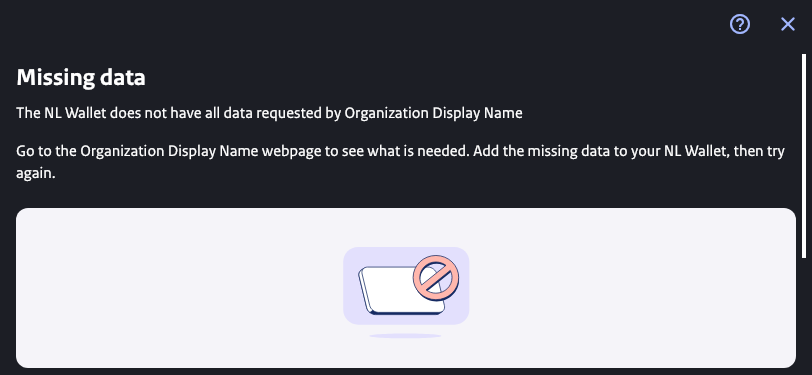 Missing data
The NL Wallet does not have all data requested by Organization Display Name
Go to the Organization Display Name webpage to see what is needed. Add the missing data to your NL Wallet, then try
again.